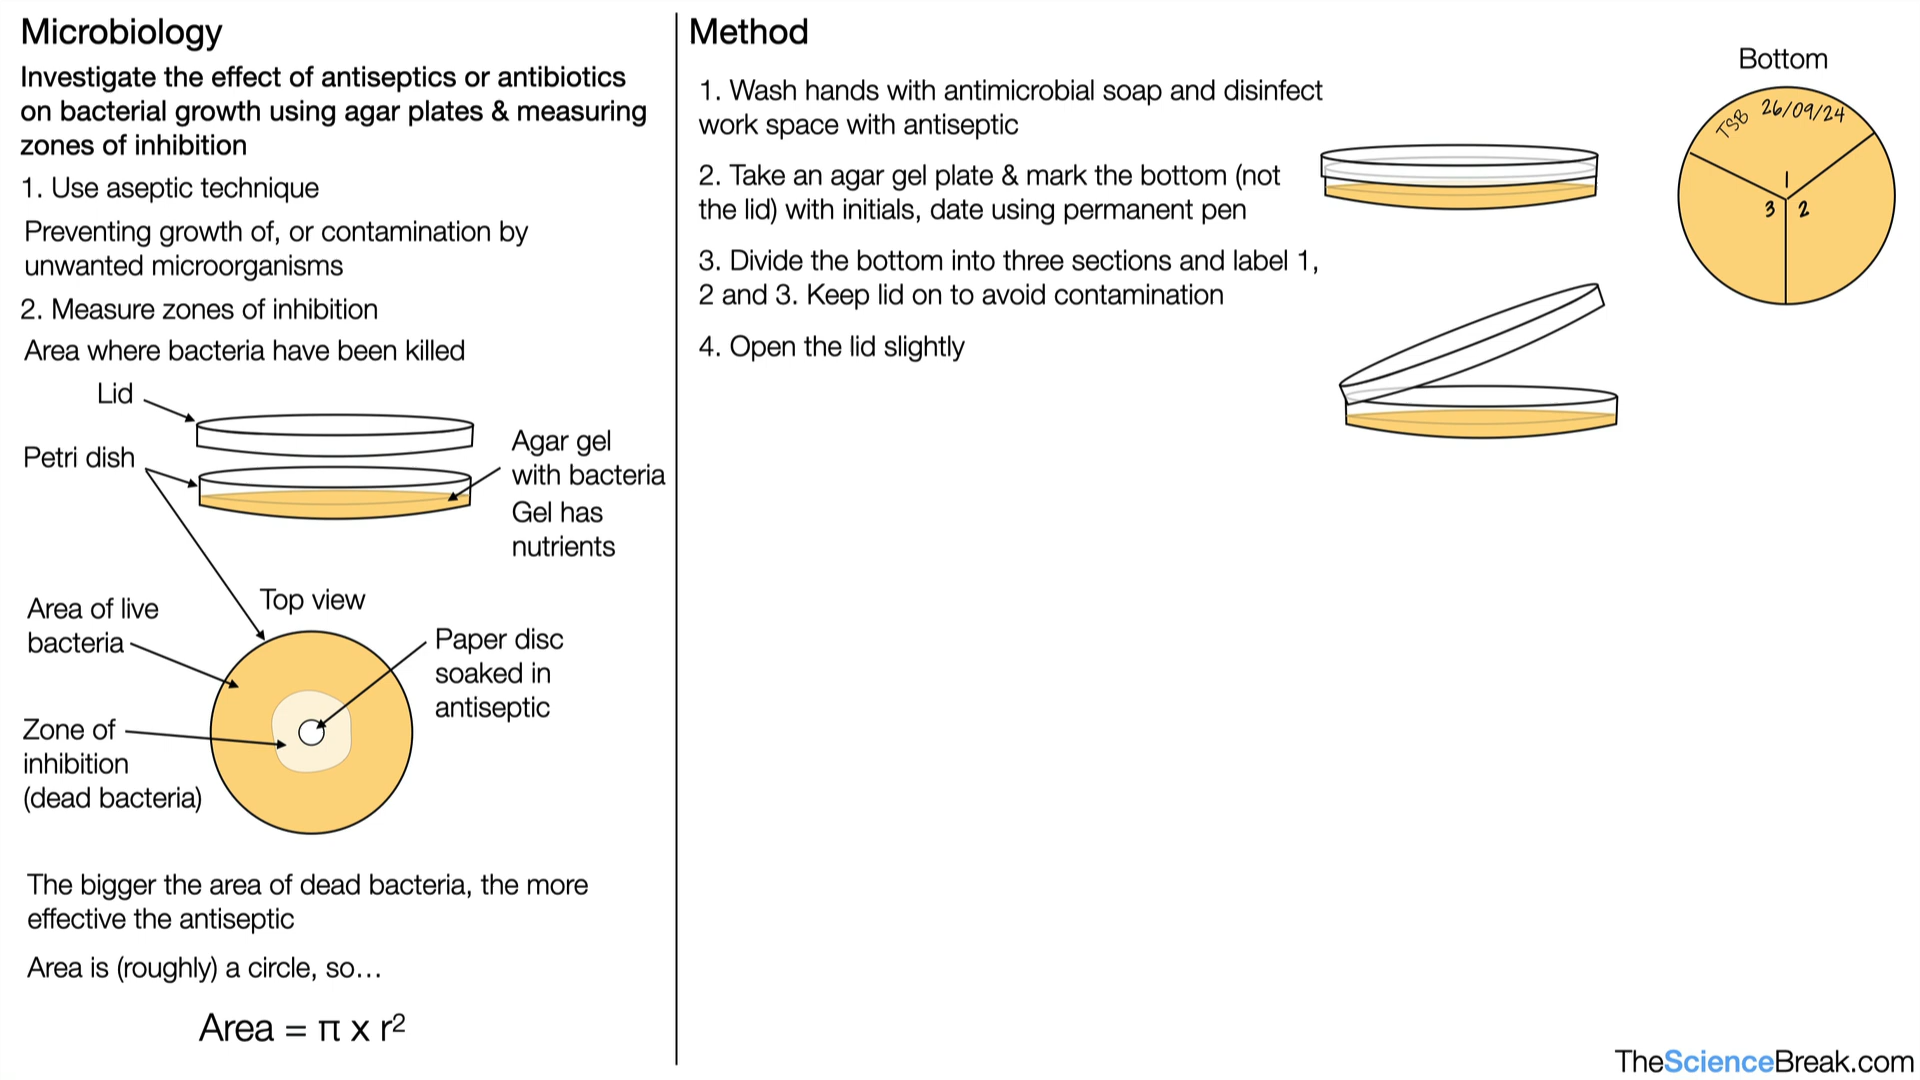 Microbiology
Investigate the effect of antiseptics or antibiotics
on bacterial growth using agar plates & measuring
zones of inhibition
1. Use aseptic technique
Preventing growth of, or contamination by
unwanted microorganisms
2. Measure zones of inhibition
Area where bacteria have been killed
Lid
Petri dish
Agar gel
with bacteria
Gel has
nutrients
Top view
Area of live
bacteria
Paper disc
soaked in
antiseptic
Zone of
inhibition
(dead bacteria)
The bigger the area of dead bacteria, the more
effective the antiseptic
Area is (roughly) a circle, so…
Area = π x r²
Method
1. Wash hands with antimicrobial soap and disinfect
work space with antiseptic
2. Take an agar gel plate & mark the bottom (not
the lid) with initials, date using permanent pen
3. Divide the bottom into three sections and label 1,
2 and 3. Keep lid on to avoid contamination
4. Open the lid slightly
Bottom
TSB 26/09/24
1
3 2
TheScienceBreak.com